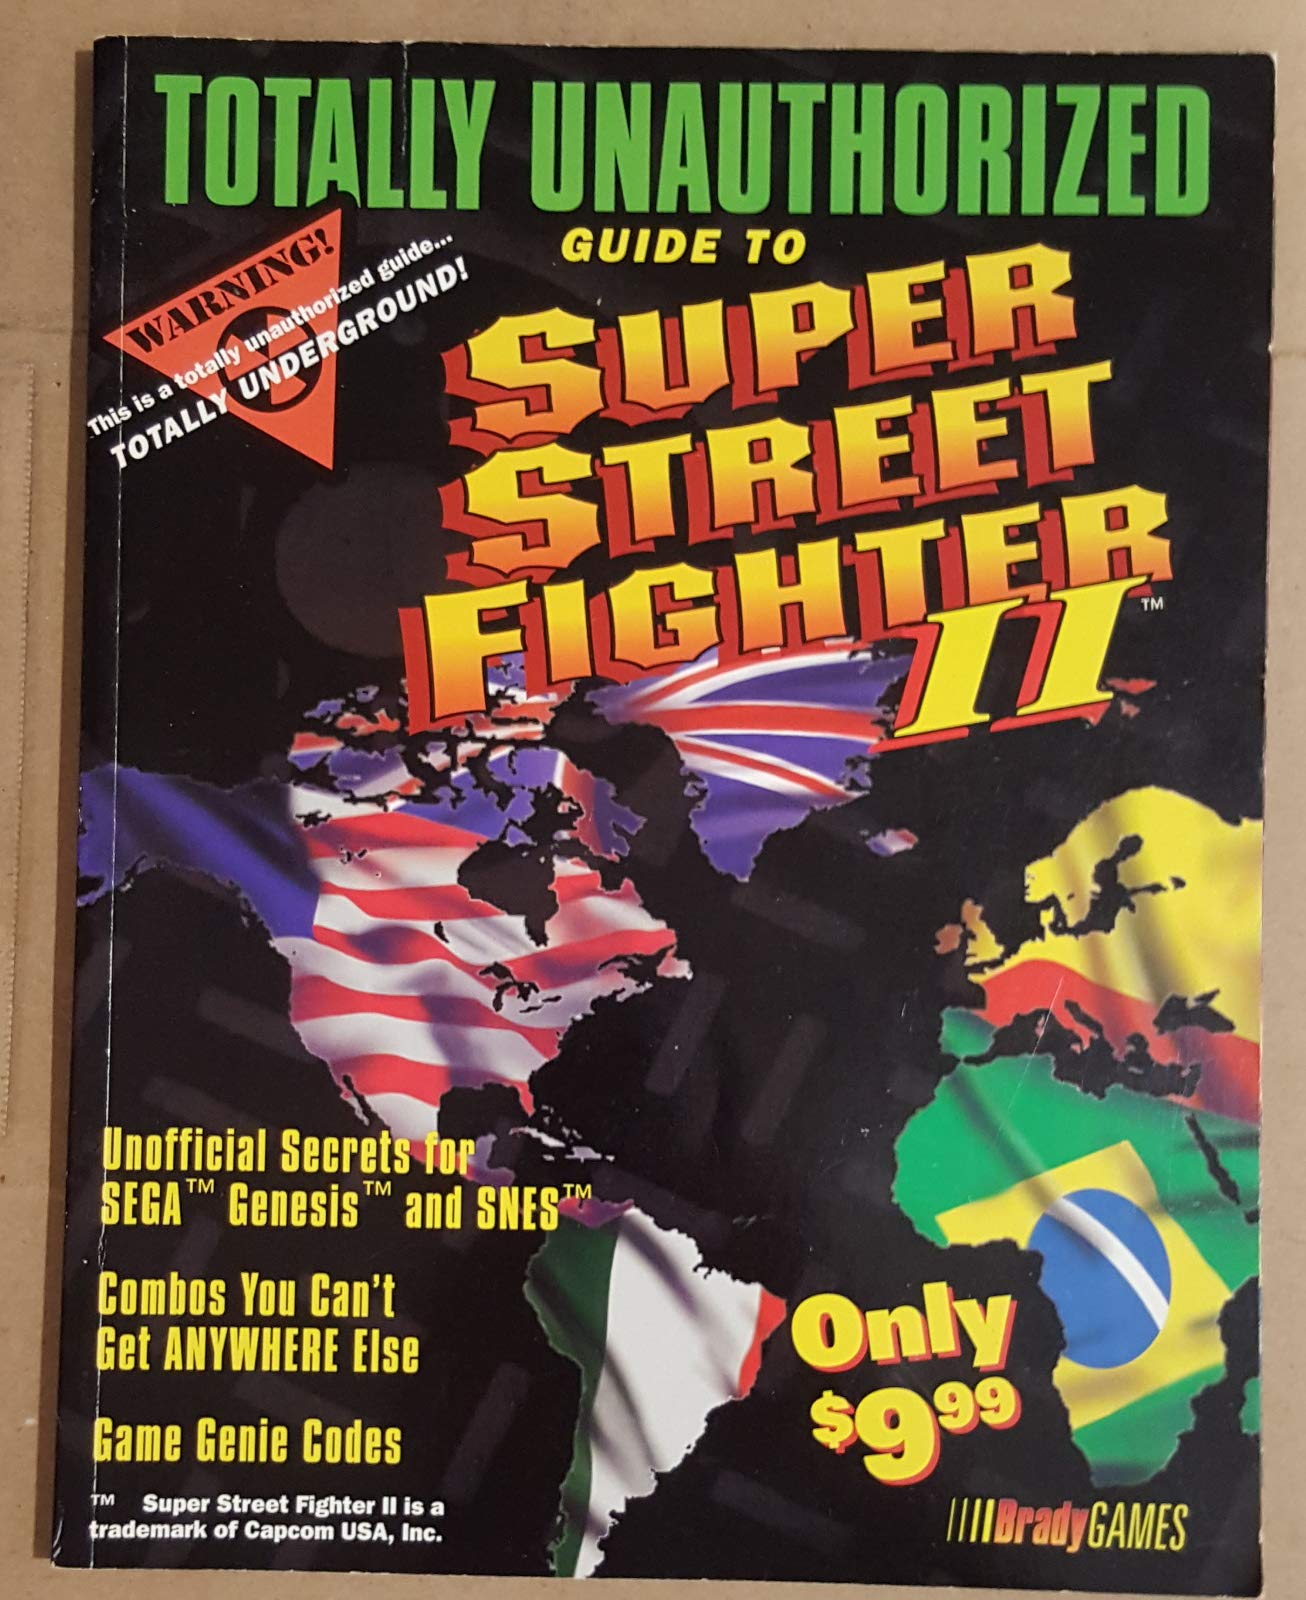 TOTALLY UNAUTHORIZED
GUIDE TO
WARNING!
This is a totally unauthorized guide...
TOTALLY UNDERGROUND!
SUPER
STREET
FIGHTER
II™
Unofficial Secrets for
SEGA™ Genesis™ and SNES™
Combos You Can't
Get ANYWHERE Else
Game Genie Codes
Only
$9.99
™ Super Street Fighter II is a
trademark of Capcom USA, Inc.
BradyGAMES